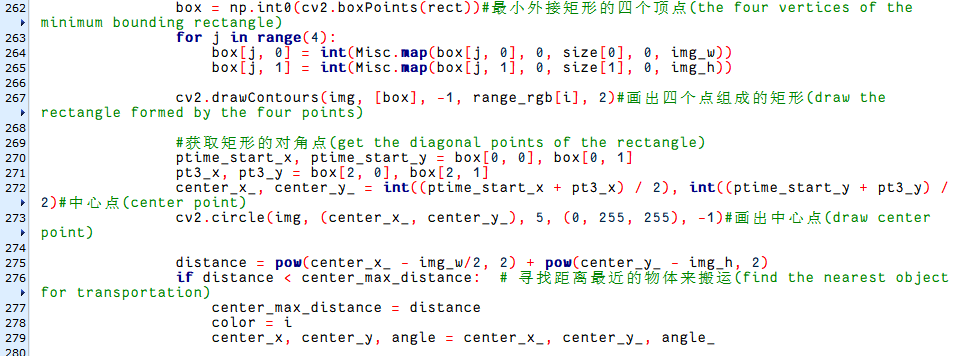 262 box = np.int0(cv2.boxPoints(rect))#最小外接矩形的四个顶点(the four vertices of the
minimum bounding rectangle)
263 for j in range(4):
264 box[j, 0] = int(Misc.map(box[j, 0], 0, size[0], 0, img_w))
265 box[j, 1] = int(Misc.map(box[j, 1], 0, size[1], 0, img_h))
266
267 cv2.drawContours(img, [box], -1, range_rgb[i], 2)#画出四个点组成的矩形(draw the
rectangle formed by the four points)
268
269 #获取矩形的对角点(get the diagonal points of the rectangle)
270 ptime_start_x, ptime_start_y = box[0, 0], box[0, 1]
271 pt3_x, pt3_y = box[2, 0], box[2, 1]
272 center_x_, center_y_ = int((ptime_start_x + pt3_x) / 2), int((ptime_start_y + pt3_y) /
2)#中心点(center point)
273 cv2.circle(img, (center_x_, center_y_), 5, (0, 255, 255), -1)#画出中心点(draw center
point)
274
275 distance = pow(center_x_ - img_w/2, 2) + pow(center_y_ - img_h, 2)
276 if distance < center_max_distance:  # 寻找距离最近的物体来搬运(find the nearest object
for transportation)
277 center_max_distance = distance
278 color = i
279 center_x, center_y, angle = center_x_, center_y_, angle_
280